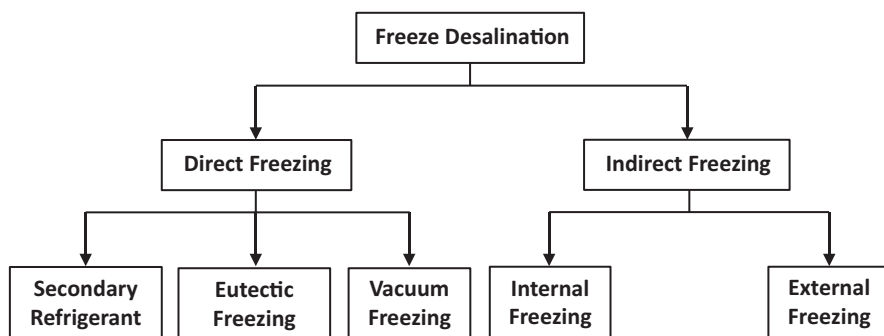 Freeze Desalination
Direct Freezing
Indirect Freezing
Secondary
Refrigerant
Eutectic
Freezing
Vacuum
Freezing
Internal
Freezing
External
Freezing